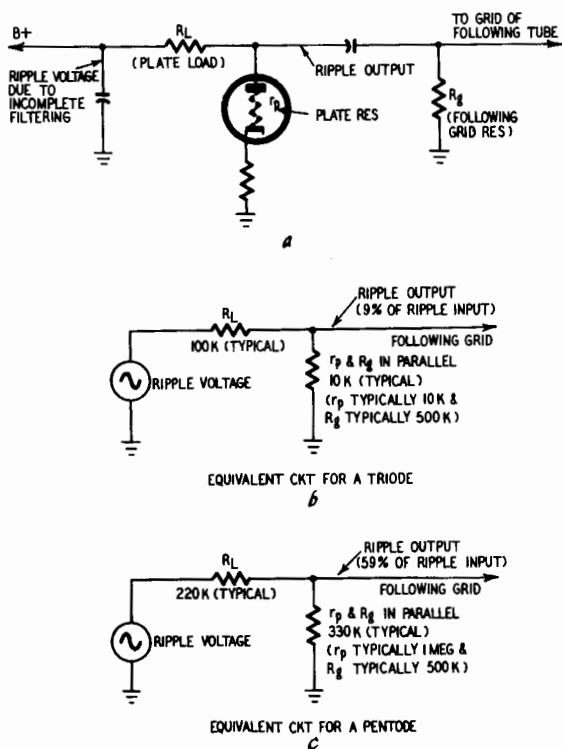 B+
RL
(PLATE LOAD)
TO GRID OF
FOLLOWING TUBE
RIPPLE VOLTAGE
DUE TO
INCOMPLETE
FILTERING
RIPPLE OUTPUT
rp
PLATE RES
Rg
(FOLLOWING
GRID RES)
a
RIPPLE OUTPUT
(9% OF RIPPLE INPUT)
RL
100K (TYPICAL)
FOLLOWING GRID
RIPPLE VOLTAGE
rp & Rg IN PARALLEL
10K (TYPICAL)
(rp TYPICALLY 10K &
Rg TYPICALLY 500K)
EQUIVALENT CKT FOR A TRIODE
b
RIPPLE OUTPUT
(59% OF RIPPLE INPUT)
RL
220K (TYPICAL)
FOLLOWING GRID
RIPPLE VOLTAGE
rp & Rg IN PARALLEL
330K (TYPICAL)
(rp TYPICALLY 1 MEG &
Rg TYPICALLY 500K)
EQUIVALENT CKT FOR A PENTODE
c